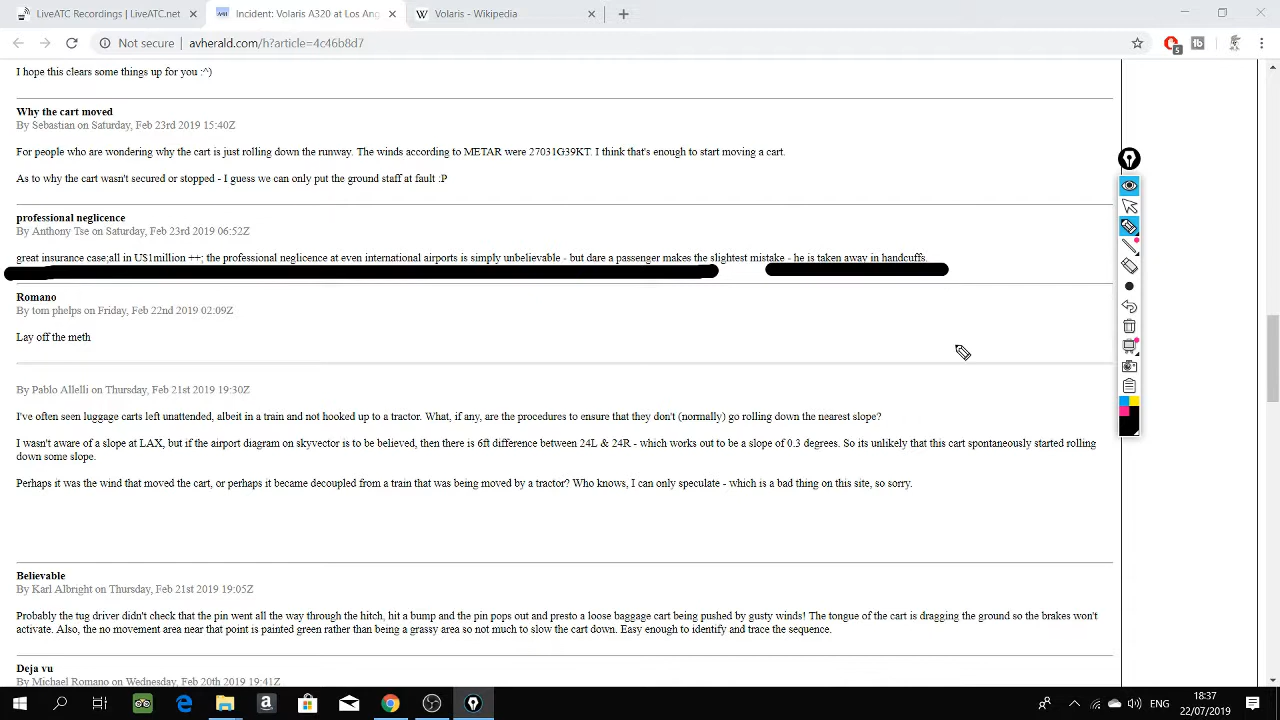 LiveATC Recordings | LiveATC.net
Incident: Volaris A320 at Los Ang
Volaris - Wikipedia
Not secure | avherald.com/h?article=4c46b8d7
5
I hope this clears some things up for you :^)
Why the cart moved
By Sebastian on Saturday, Feb 23rd 2019 15:40Z
For people who are wondering why the cart is just rolling down the runway. The winds according to METAR were 27031G39KT. I think that's enough to start moving a cart.
As to why the cart wasn't secured or stopped - I guess we can only put the ground staff at fault :P
professional neglicence
By Anthony Tse on Saturday, Feb 23rd 2019 06:52Z
great insurance case;all in US$1million ++; the professional neglicence at even international airports is simply unbelievable - but dare a passenger makes the slightest mistake - he is taken away in handcuffs.
Romano
By tom phelps on Friday, Feb 22nd 2019 02:09Z
Lay off the meth
By Pablo Allelli on Thursday, Feb 21st 2019 19:30Z
I've often seen luggage carts left unattended, albeit in a train and not hooked up to a tractor. What, if any, are the procedures to ensure that they don't (normally) go rolling down the nearest slope?
I wasn't aware of a slope at LAX, but if the airport diagram on skyvector is to be believed, then there is 6ft difference between 24L & 24R - which works out to be a slope of 0.3 degrees. So its unlikely that this cart spontaneously started rolling
down some slope.
Perhaps it was the wind that moved the cart, or perhaps it became decoupled from a train that was being moved by a tractor? Who knows, I can only speculate - which is a bad thing on this site, so sorry.
Believable
By Karl Albright on Thursday, Feb 21st 2019 19:05Z
Probably the tug driver didn't check that the pin went all the way through the hitch, hit a bump and the pin pops out and presto a loose baggage cart being pushed by gusty winds! The tongue of the cart is dragging the ground so the brakes won't
activate. Also, the no movement area near that point is painted green rather than being a grassy area so not much to slow the cart down. Easy enough to identify and trace the sequence.
Deja vu
By Michael Romano on Wednesday, Feb 20th 2019 19:41Z
ENG
18:37
22/07/2019